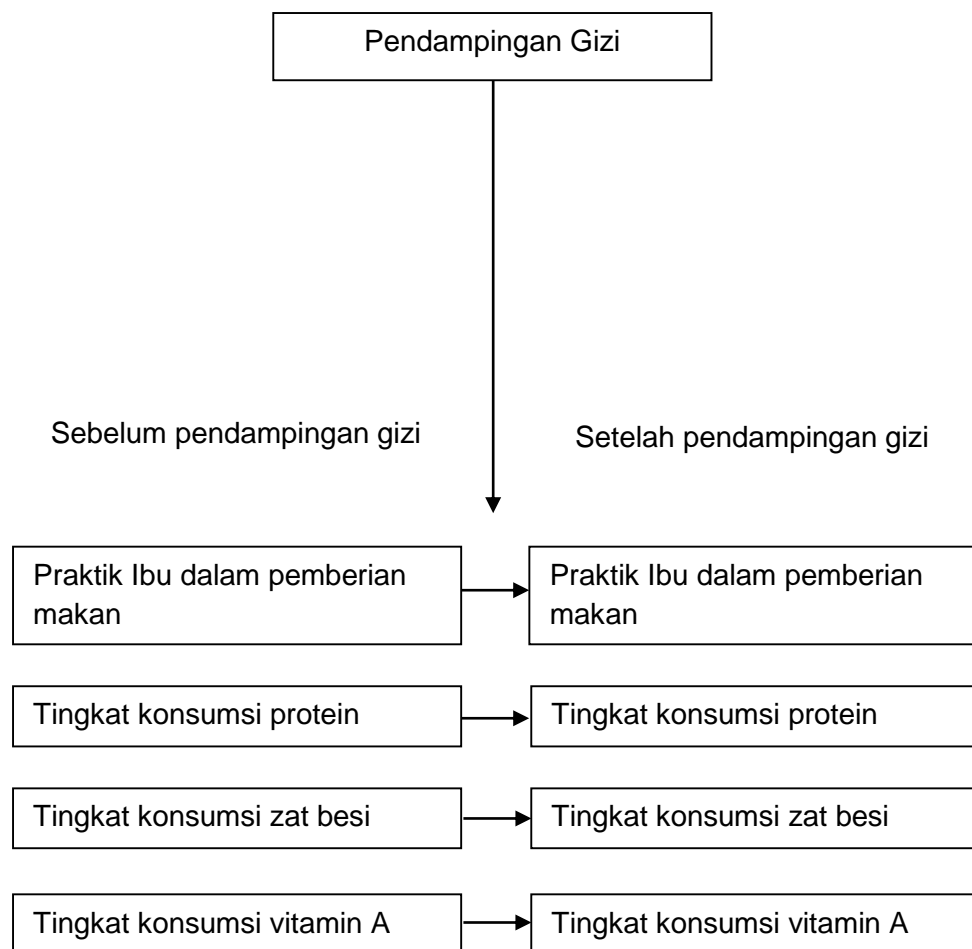 Pendampingan Gizi
Sebelum pendampingan gizi
Setelah pendampingan gizi
Praktik Ibu dalam pemberian
makan
Praktik Ibu dalam pemberian
makan
Tingkat konsumsi protein
Tingkat konsumsi protein
Tingkat konsumsi zat besi
Tingkat konsumsi zat besi
Tingkat konsumsi vitamin A
Tingkat konsumsi vitamin A